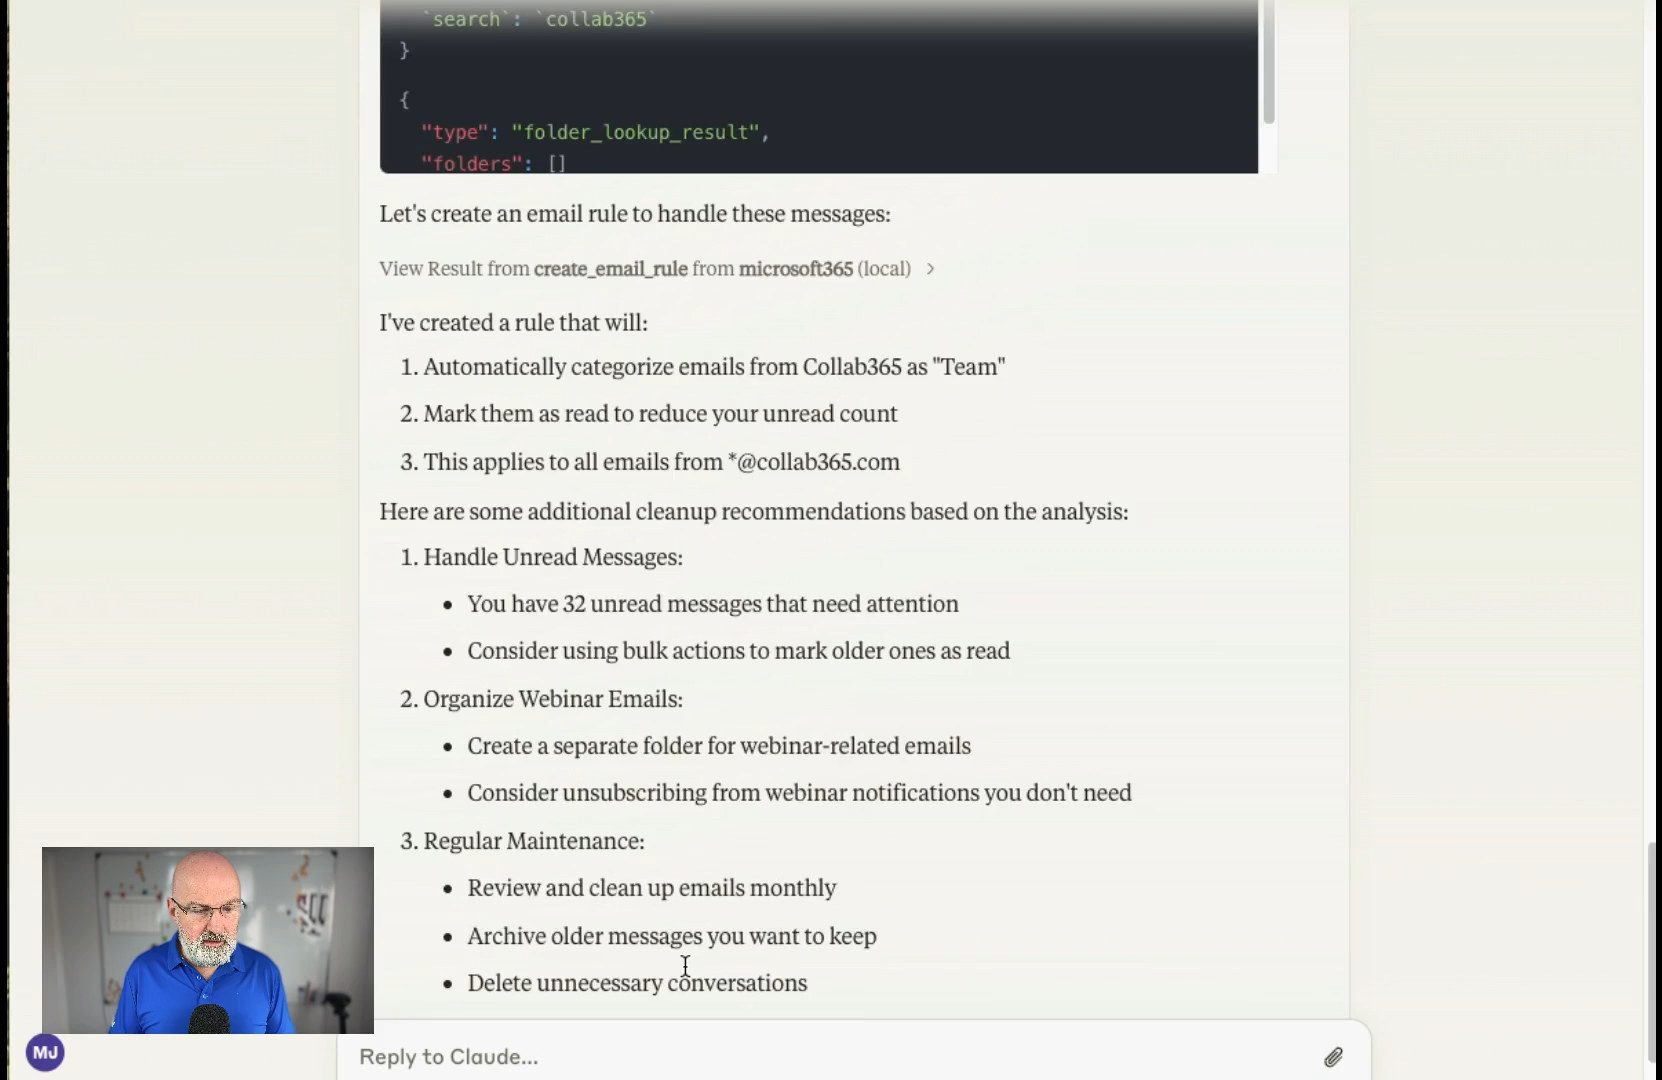 `search`: `collab365`
}
{
"type": "folder_lookup_result",
"folders": []
Let's create an email rule to handle these messages:
View Result from create_email_rule from microsoft365 (local)
I've created a rule that will:
1. Automatically categorize emails from Collab365 as "Team"
2. Mark them as read to reduce your unread count
3. This applies to all emails from *@collab365.com
Here are some additional cleanup recommendations based on the analysis:
1. Handle Unread Messages:
• You have 32 unread messages that need attention
• Consider using bulk actions to mark older ones as read
2. Organize Webinar Emails:
• Create a separate folder for webinar-related emails
• Consider unsubscribing from webinar notifications you don't need
3. Regular Maintenance:
• Review and clean up emails monthly
• Archive older messages you want to keep
• Delete unnecessary conversations
MJ
Reply to Claude...